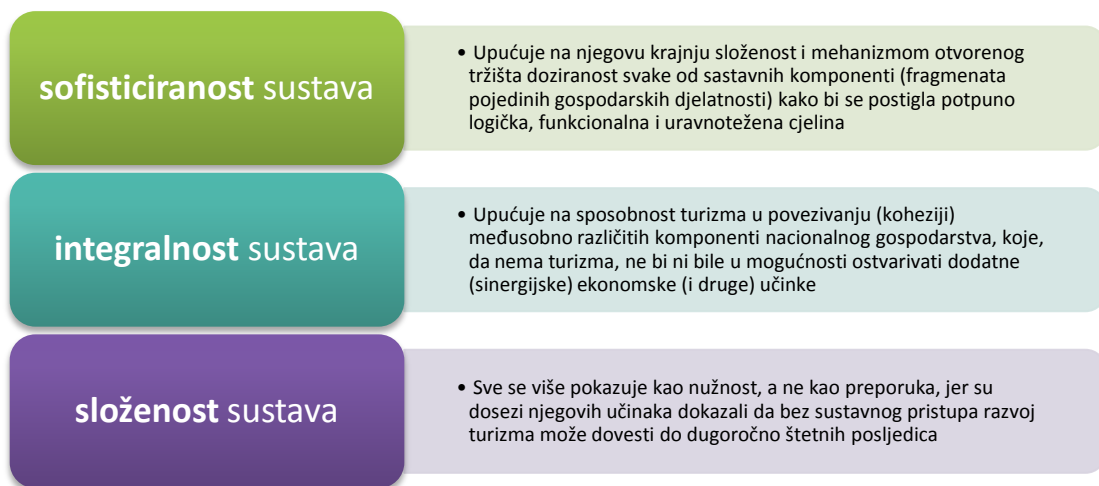 sofisticiranost sustava
• Upućuje na njegovu krajnju složenost i mehanizmom otvorenog
tržišta doziranost svake od sastavnih komponenti (fragmenata
pojedinih gospodarskih djelatnosti) kako bi se postigla potpuno
logička, funkcionalna i uravnotežena cjelina
integralnost sustava
• Upućuje na sposobnost turizma u povezivanju (koheziji)
međusobno različitih komponenti nacionalnog gospodarstva, koje,
da nema turizma, ne bi ni bile u mogućnosti ostvarivati dodatne
(sinergijske) ekonomske (i druge) učinke
složenost sustava
• Sve se više pokazuje kao nužnost, a ne kao preporuka, jer su
dosezi njegovih učinaka dokazali da bez sustavnog pristupa razvoj
turizma može dovesti do dugoročno štetnih posljedica